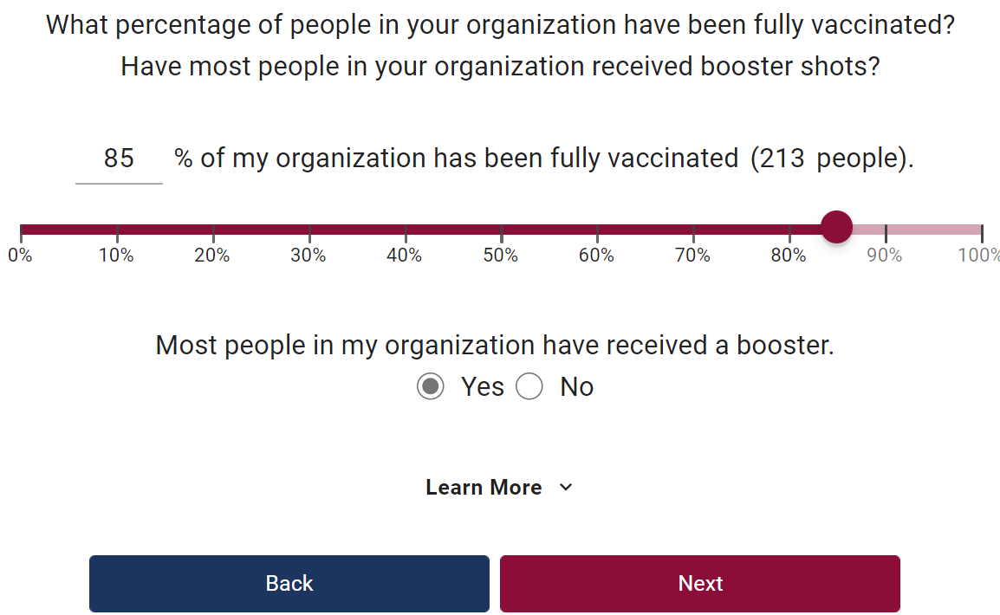 What percentage of people in your organization have been fully vaccinated?
Have most people in your organization received booster shots?
85 % of my organization has been fully vaccinated (213 people).
0% 10% 20% 30% 40% 50% 60% 70% 80% 90% 100%
Most people in my organization have received a booster.
Yes No
Learn More
Back Next